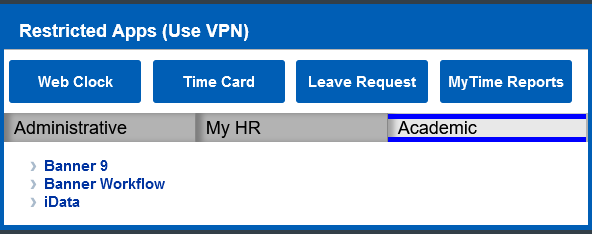 Restricted Apps (Use VPN)
Web Clock Time Card Leave Request MyTime Reports
Administrative My HR Academic
Banner 9
Banner Workflow
iData